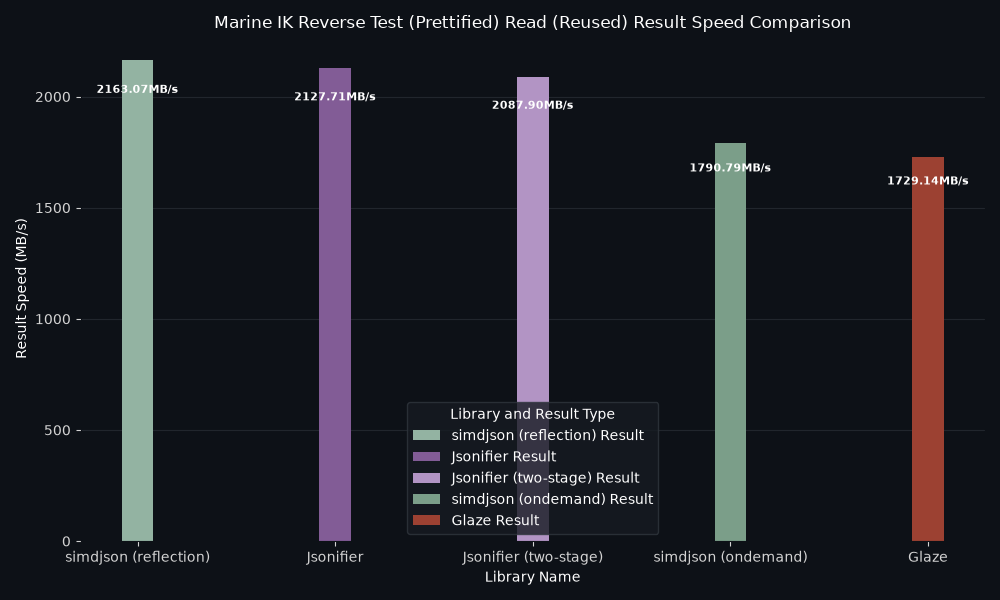 Marine IK Reverse Test (Prettified) Read (Reused) Result Speed Comparison
Result Speed (MB/s)
2000
1500
1000
500
0
2163.07MB/s
2127.71MB/s
2087.90MB/s
1790.79MB/s
1729.14MB/s
Library and Result Type
simdjson (reflection) Result
Jsonifier Result
Jsonifier (two-stage) Result
simdjson (ondemand) Result
Glaze Result
simdjson (reflection)
Jsonifier
Jsonifier (two-stage)
simdjson (ondemand)
Glaze
Library Name